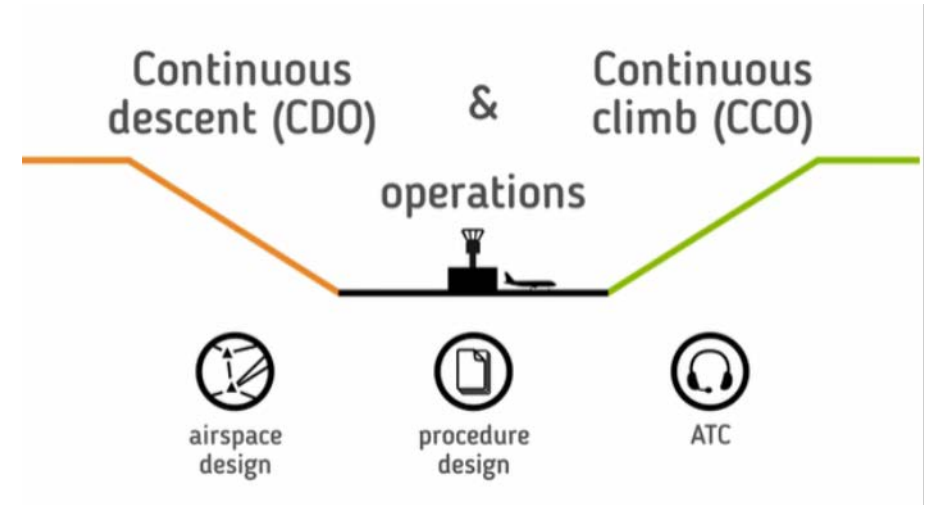 Continuous
descent (CDO)
&
Continuous
climb (CCO)
operations
airspace
design
procedure
design
ATC